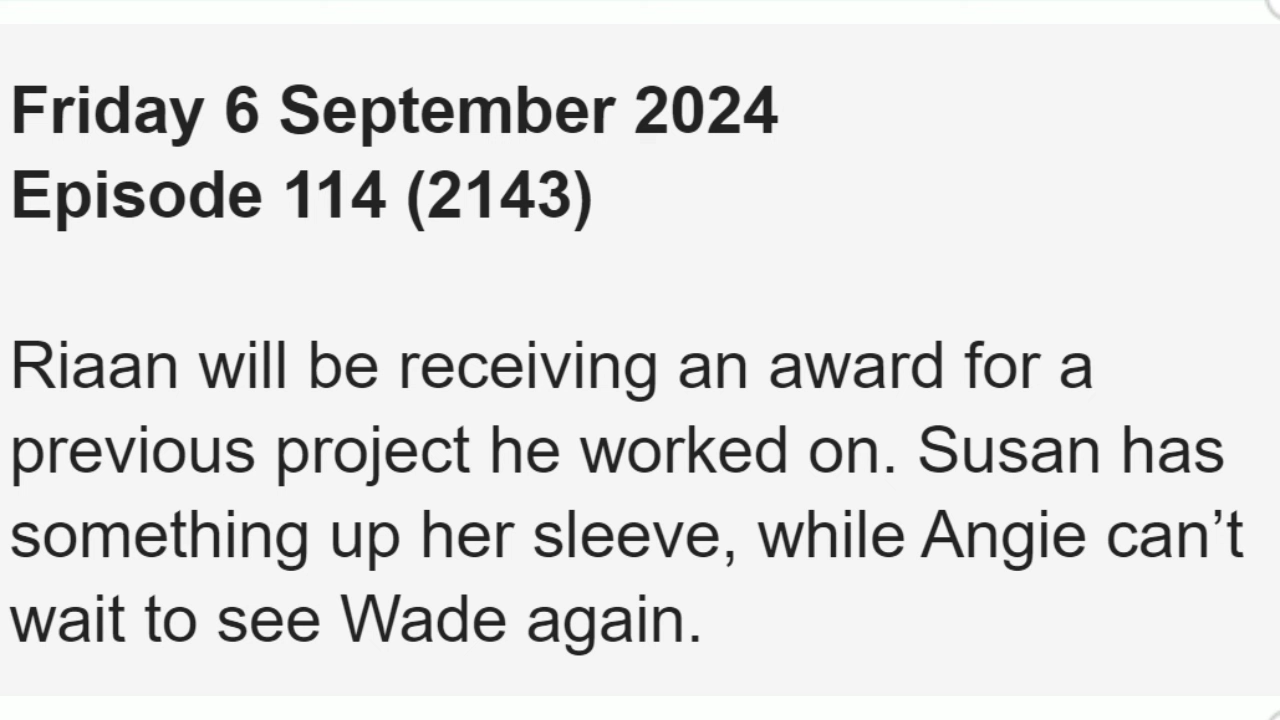 Friday 6 September 2024
Episode 114 (2143)
Riaan will be receiving an award for a
previous project he worked on. Susan has
something up her sleeve, while Angie can’t
wait to see Wade again.